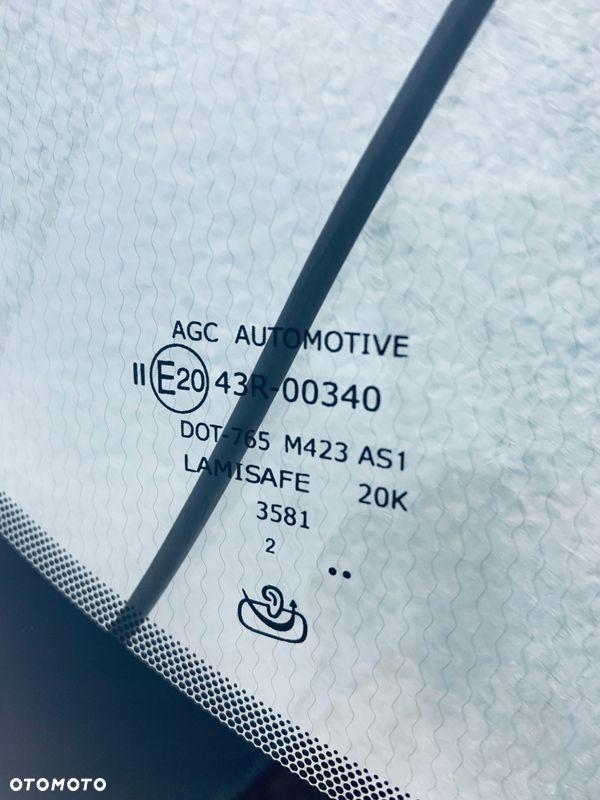 AGC AUTOMOTIVE
II E20 43R-00340
DOT-765 M423 AS1
LAMISAFE 20K
3581
2
..
OTOMOTO